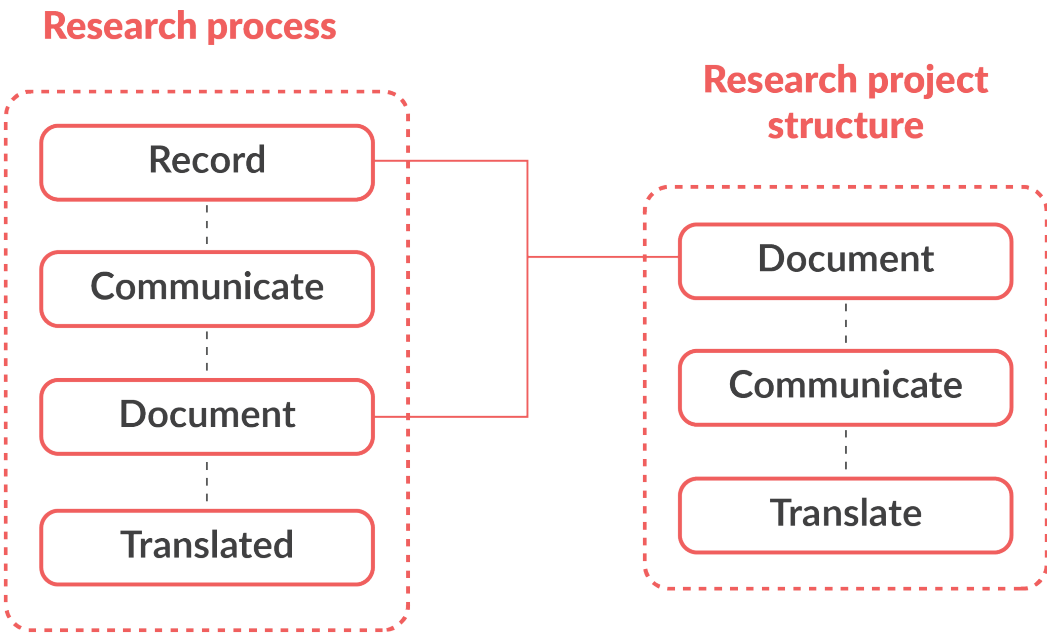 Research process
Record
Communicate
Document
Translated
Research project
structure
Document
Communicate
Translate